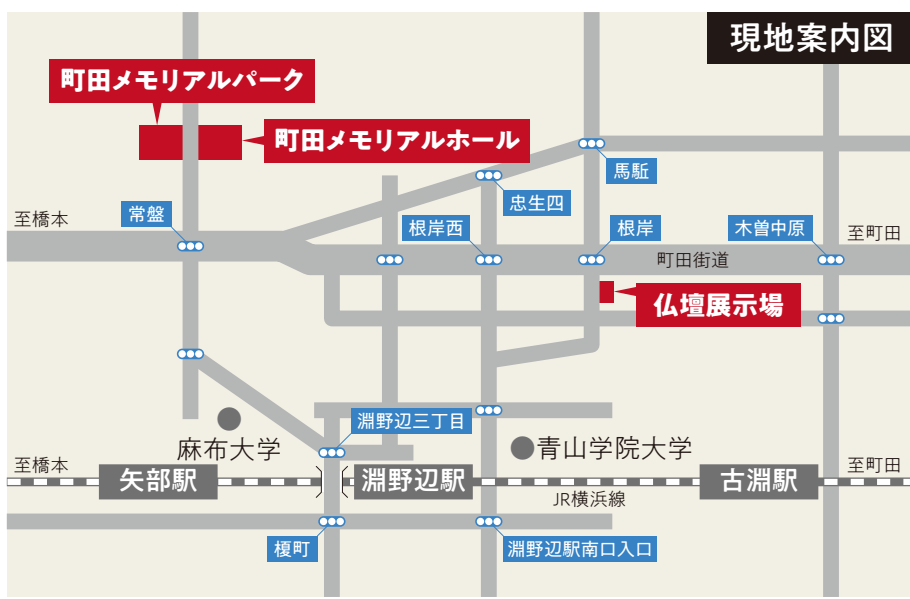 現地案内図
町田メモリアルパーク
町田メモリアルホール
馬駈
忠生四
至橋本
常盤
根岸西
根岸
木曽中原
至町田
町田街道
仏壇展示場
淵野辺三丁目
麻布大学
青山学院大学
至橋本
矢部駅
淵野辺駅
古淵駅
至町田
JR横浜線
榎町
淵野辺駅南口入口